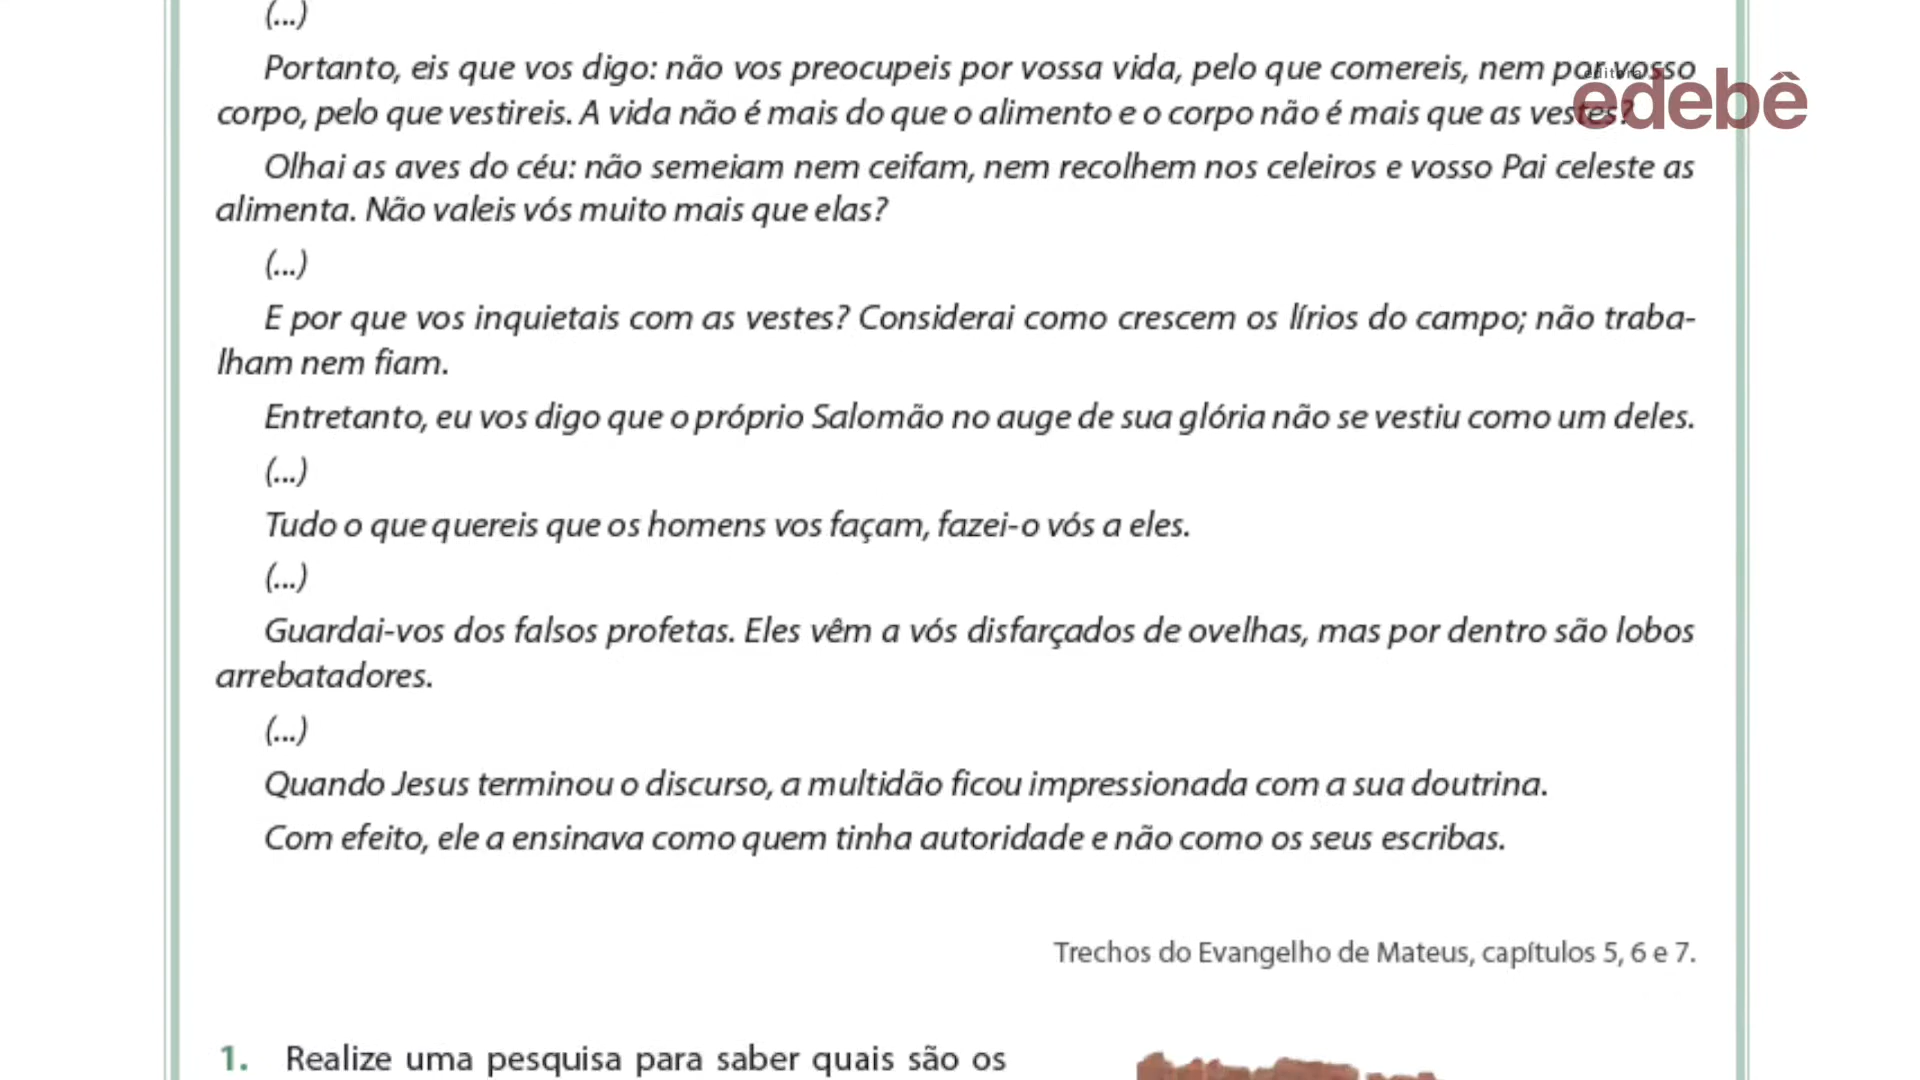 (...)
Portanto, eis que vos digo: não vos preocupeis por vossa vida, pelo que comereis, nem por vosso
corpo, pelo que vestireis. A vida não é mais do que o alimento e o corpo não é mais que as vestes?
editora
edebê
Olhai as aves do céu: não semeiam nem ceifam, nem recolhem nos celeiros e vosso Pai celeste as
alimenta. Não valeis vós muito mais que elas?
(...)
E por que vos inquietais com as vestes? Considerai como crescem os lírios do campo; não traba-
lham nem fiam.
Entretanto, eu vos digo que o próprio Salomão no auge de sua glória não se vestiu como um deles.
(...)
Tudo o que quereis que os homens vos façam, fazei-o vós a eles.
(...)
Guardai-vos dos falsos profetas. Eles vêm a vós disfarçados de ovelhas, mas por dentro são lobos
arrebatadores.
(...)
Quando Jesus terminou o discurso, a multidão ficou impressionada com a sua doutrina.
Com efeito, ele a ensinava como quem tinha autoridade e não como os seus escribas.
Trechos do Evangelho de Mateus, capítulos 5, 6 e 7.
1. Realize uma pesquisa para saber quais são os